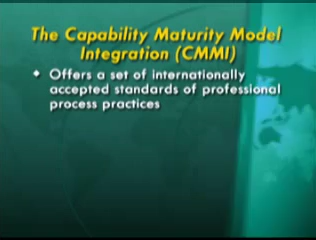 The Capability Maturity Model
Integration (CMMI)
◆ Offers a set of internationally
accepted standards of professional
process practices